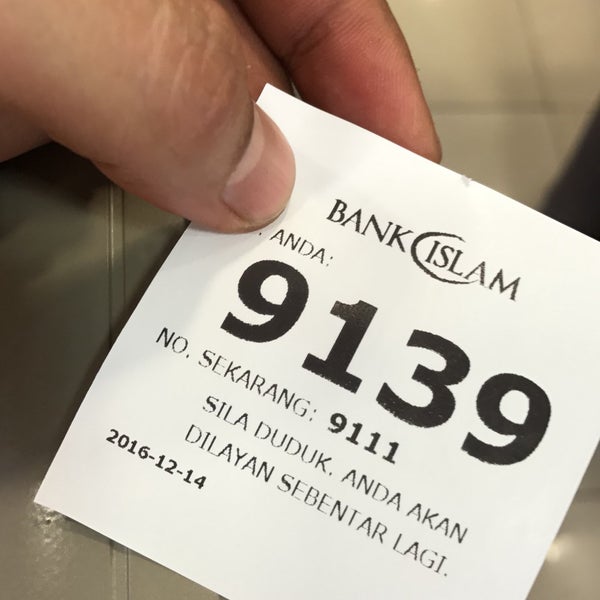 BANK ISLAM
ANDA:
9139
NO. SEKARANG: 9111
SILA DUDUK. ANDA AKAN
DILAYAN SEBENTAR LAGI.
2016-12-14